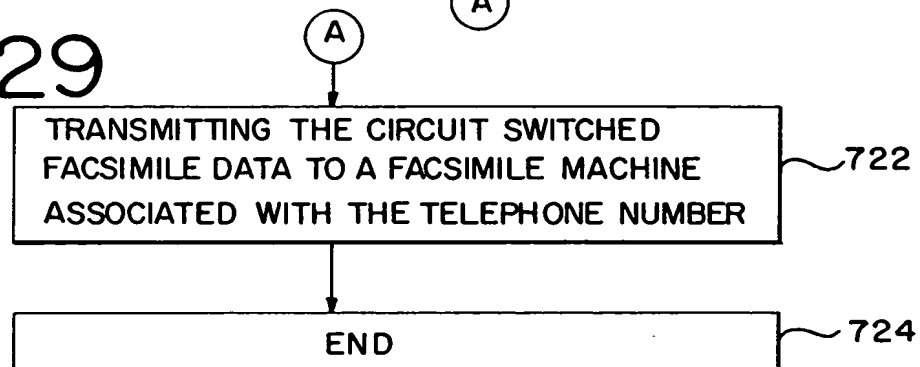 A
A
29
TRANSMITTING THE CIRCUIT SWITCHED
FACSIMILE DATA TO A FACSIMILE MACHINE
ASSOCIATED WITH THE TELEPHONE NUMBER
722
END
724